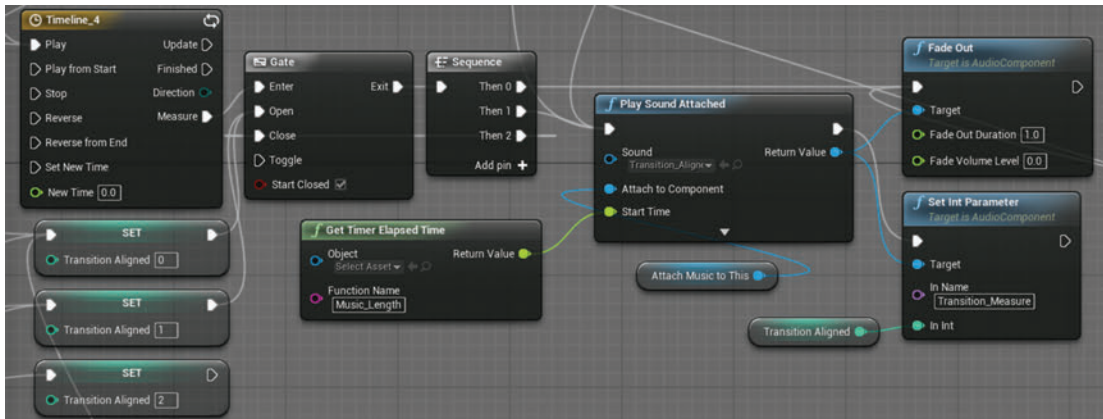 Timeline_4
Play
Update
Play from Start
Finished
Stop
Direction
Reverse
Measure
Reverse from End
Set New Time
New Time 0.0
SET
Transition Aligned 0
SET
Transition Aligned 1
SET
Transition Aligned 2
Gate
Enter
Exit
Open
Close
Toggle
Start Closed
Sequence
Then 0
Then 1
Then 2
Add pin
f Get Timer Elapsed Time
Object
Return Value
Select Asset
Function Name
Music_Length
f Play Sound Attached
Sound
Return Value
Transition_Aligne
Attach to Component
Start Time
Attach Music to This
Transition Aligned
f Fade Out
Target is AudioComponent
Target
Fade Out Duration 1.0
Fade Volume Level 0.0
f Set Int Parameter
Target is AudioComponent
Target
In Name
Transition_Measure
In Int